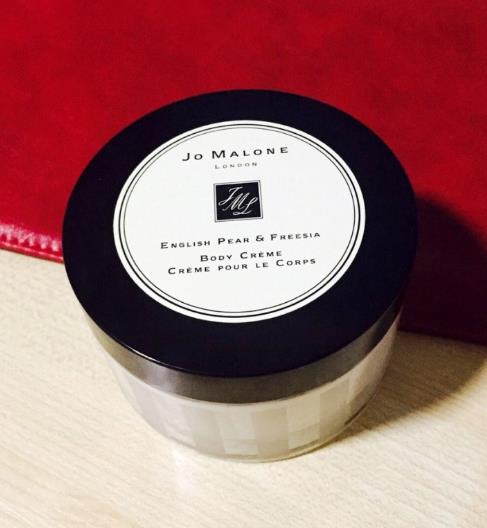 Jo Malone
London
JML
English Pear & Freesia
Body Crème
Crème pour le Corps